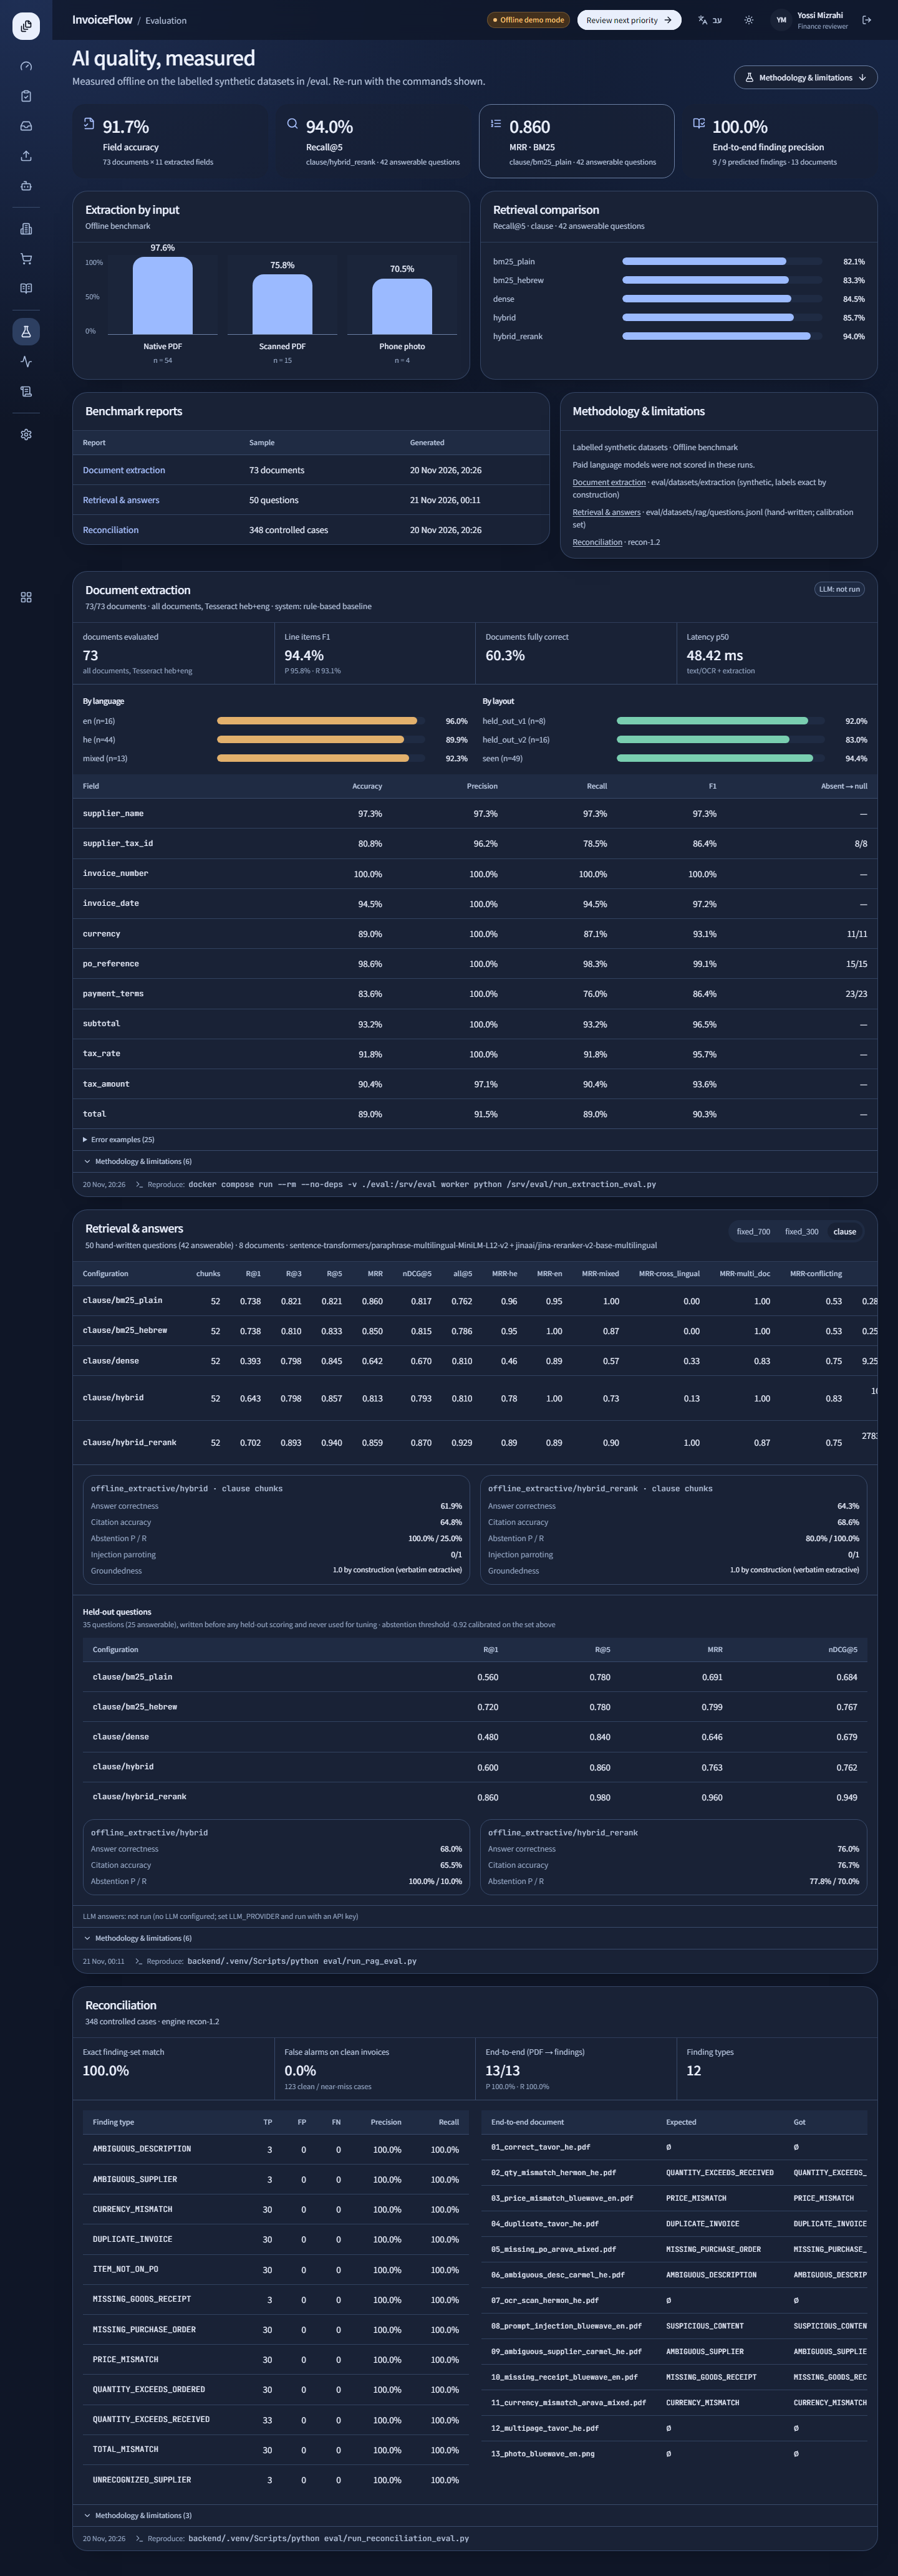 InvoiceFlow / Evaluation
Offline demo mode
Review next priority →
עב
YM
Yossi Mizrahi
Finance reviewer
AI quality, measured
Measured offline on the labelled synthetic datasets in /eval. Re-run with the commands shown.
Methodology & limitations ↓
91.7%
Field accuracy
73 documents × 11 extracted fields
94.0%
Recall@5
clause/hybrid_rerank · 42 answerable questions
0.860
MRR · BM25
clause/bm25_plain · 42 answerable questions
100.0%
End-to-end finding precision
9 / 9 predicted findings · 13 documents
Extraction by input
Offline benchmark
100%
50%
0%
97.6%
75.8%
70.5%
Native PDF
n = 54
Scanned PDF
n = 15
Phone photo
n = 4
Retrieval comparison
Recall@5 · clause · 42 answerable questions
bm25_plain 82.1%
bm25_hebrew 83.3%
dense 84.5%
hybrid 85.7%
hybrid_rerank 94.0%
Benchmark reports
Report Sample Generated
Document extraction 73 documents 20 Nov 2026, 20:26
Retrieval & answers 50 questions 21 Nov 2026, 00:11
Reconciliation 348 controlled cases 20 Nov 2026, 20:26
Methodology & limitations
Labelled synthetic datasets · Offline benchmark
Paid language models were not scored in these runs.
Document extraction · eval/datasets/extraction (synthetic, labels exact by
construction)
Retrieval & answers · eval/datasets/rag/questions.jsonl (hand-written; calibration
set)
Reconciliation · recon-1.2
Document extraction
73/73 documents · all documents, Tesseract heb+eng · system: rule-based baseline
LLM: not run
documents evaluated
73
all documents, Tesseract heb+eng
Line items F1
94.4%
P 95.8% · R 93.1%
Documents fully correct
60.3%
Latency p50
48.42 ms
text/OCR + extraction
By language
en (n=16) 96.0%
he (n=44) 89.9%
mixed (n=13) 92.3%
By layout
held_out_v1 (n=8) 92.0%
held_out_v2 (n=16) 83.0%
seen (n=49) 94.4%
Field Accuracy Precision Recall F1 Absent → null
supplier_name 97.3% 97.3% 97.3% 97.3% —
supplier_tax_id 80.8% 96.2% 78.5% 86.4% 8/8
invoice_number 100.0% 100.0% 100.0% 100.0% —
invoice_date 94.5% 100.0% 94.5% 97.2% —
currency 89.0% 100.0% 87.1% 93.1% 11/11
po_reference 98.6% 100.0% 98.3% 99.1% 15/15
payment_terms 83.6% 100.0% 76.0% 86.4% 23/23
subtotal 93.2% 100.0% 93.2% 96.5% —
tax_rate 91.8% 100.0% 91.8% 95.7% —
tax_amount 90.4% 97.1% 90.4% 93.6% —
total 89.0% 91.5% 89.0% 90.3% —
Error examples (25)
Methodology & limitations (6)
20 Nov, 20:26 Reproduce: docker compose run --rm --no-deps -v ./eval:/srv/eval worker python /srv/eval/run_extraction_eval.py
Retrieval & answers
50 hand-written questions (42 answerable) · 8 documents · sentence-transformers/paraphrase-multilingual-MiniLM-L12-v2 + jinaai/jina-reranker-v2-base-multilingual
fixed_700 fixed_300 clause
Configuration chunks R@1 R@3 R@5 MRR nDCG@5 all@5 MRR·he MRR·en MRR·mixed MRR·cross_lingual MRR·multi_doc MRR·conflicting
clause/bm25_plain 52 0.738 0.821 0.821 0.860 0.817 0.762 0.96 0.95 1.00 0.00 1.00 0.53 0.28
clause/bm25_hebrew 52 0.738 0.810 0.833 0.850 0.815 0.786 0.95 1.00 0.87 0.00 1.00 0.53 0.25
clause/dense 52 0.393 0.798 0.845 0.642 0.670 0.810 0.46 0.89 0.57 0.33 0.83 0.75 9.25
clause/hybrid 52 0.643 0.798 0.857 0.813 0.793 0.810 0.78 1.00 0.73 0.13 1.00 0.83 10
clause/hybrid_rerank 52 0.702 0.893 0.940 0.859 0.870 0.929 0.89 0.89 0.90 1.00 0.87 0.75
offline_extractive/hybrid · clause chunks
Answer correctness 61.9%
Citation accuracy 64.8%
Abstention P / R 100.0% / 25.0%
Injection parroting 0/1
Groundedness 1.0 by construction (verbatim extractive)
offline_extractive/hybrid_rerank · clause chunks
Answer correctness 64.3%
Citation accuracy 68.6%
Abstention P / R 80.0% / 100.0%
Injection parroting 0/1
Groundedness 1.0 by construction (verbatim extractive)
Held-out questions
35 questions (25 answerable), written before any held-out scoring and never used for tuning · abstention threshold -0.92 calibrated on the set above
Configuration R@1 R@5 MRR nDCG@5
clause/bm25_plain 0.560 0.780 0.691 0.684
clause/bm25_hebrew 0.720 0.780 0.799 0.767
clause/dense 0.480 0.840 0.646 0.679
clause/hybrid 0.600 0.860 0.763 0.762
clause/hybrid_rerank 0.860 0.980 0.960 0.949
offline_extractive/hybrid
Answer correctness 68.0%
Citation accuracy 65.5%
Abstention P / R 100.0% / 10.0%
offline_extractive/hybrid_rerank
Answer correctness 76.0%
Citation accuracy 76.7%
Abstention P / R 77.8% / 70.0%
LLM answers: not run (no LLM configured; set LLM_PROVIDER and run with an API key)
Methodology & limitations (6)
21 Nov, 00:11 Reproduce: backend/.venv/Scripts/python eval/run_rag_eval.py
Reconciliation
348 controlled cases · engine recon-1.2
Exact finding-set match
100.0%
False alarms on clean invoices
0.0%
123 clean / near-miss cases
End-to-end (PDF → findings)
13/13
P 100.0% · R 100.0%
Finding types
12
Finding type TP FP FN Precision Recall
AMBIGUOUS_DESCRIPTION 3 0 0 100.0% 100.0%
AMBIGUOUS_SUPPLIER 3 0 0 100.0% 100.0%
CURRENCY_MISMATCH 30 0 0 100.0% 100.0%
DUPLICATE_INVOICE 30 0 0 100.0% 100.0%
ITEM_NOT_ON_PO 30 0 0 100.0% 100.0%
MISSING_GOODS_RECEIPT 3 0 0 100.0% 100.0%
MISSING_PURCHASE_ORDER 30 0 0 100.0% 100.0%
PRICE_MISMATCH 30 0 0 100.0% 100.0%
QUANTITY_EXCEEDS_ORDERED 30 0 0 100.0% 100.0%
QUANTITY_EXCEEDS_RECEIVED 33 0 0 100.0% 100.0%
TOTAL_MISMATCH 30 0 0 100.0% 100.0%
UNRECOGNIZED_SUPPLIER 3 0 0 100.0% 100.0%
End-to-end document Expected Got
01_correct_tavor_he.pdf Ø Ø
02_qty_mismatch_hermon_he.pdf QUANTITY_EXCEEDS_RECEIVED QUANTITY_EXCEEDS_
03_price_mismatch_bluewave_en.pdf PRICE_MISMATCH PRICE_MISMATCH
04_duplicate_tavor_he.pdf DUPLICATE_INVOICE DUPLICATE_INVOICE
05_missing_po_arava_mixed.pdf MISSING_PURCHASE_ORDER MISSING_PURCHASE_
06_ambiguous_desc_carmel_he.pdf AMBIGUOUS_DESCRIPTION AMBIGUOUS_DESCRIP
07_ocr_scan_hermon_he.pdf Ø Ø
08_prompt_injection_bluewave_en.pdf SUSPICIOUS_CONTENT SUSPICIOUS_CONTEN
09_ambiguous_supplier_carmel_he.pdf AMBIGUOUS_SUPPLIER AMBIGUOUS_SUPPLIE
10_missing_receipt_bluewave_en.pdf MISSING_GOODS_RECEIPT MISSING_GOODS_REC
11_currency_mismatch_arava_mixed.pdf CURRENCY_MISMATCH CURRENCY_MISMATCH
12_multipage_tavor_he.pdf Ø Ø
13_photo_bluewave_en.png Ø Ø
Methodology & limitations (3)
20 Nov, 20:26 Reproduce: backend/.venv/Scripts/python eval/run_reconciliation_eval.py